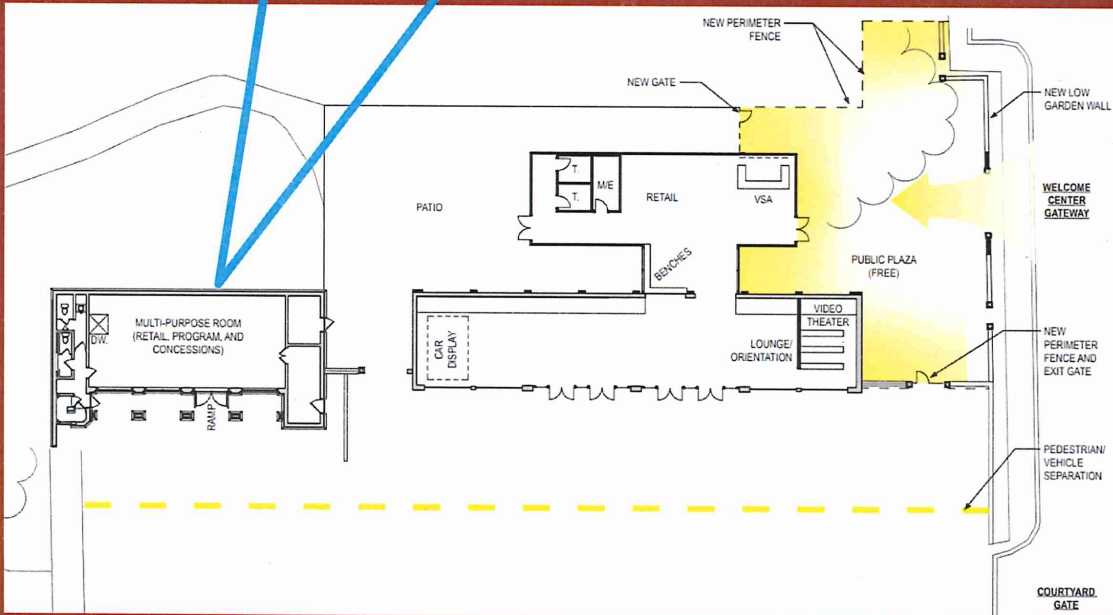 NEW PERIMETER
FENCE
NEW GATE
NEW LOW
GARDEN WALL
T.
M/E
RETAIL
T.
VSA
WELCOME
CENTER
GATEWAY
PATIO
BENCHES
PUBLIC PLAZA
(FREE)
MULTI-PURPOSE ROOM
(RETAIL, PROGRAM, AND
CONCESSIONS)
DW.
CAR
DISPLAY
VIDEO
THEATER
LOUNGE/
ORIENTATION
NEW
PERIMETER
FENCE AND
EXIT GATE
RAMP
PEDESTRIAN/
VEHICLE
SEPARATION
COURTYARD
GATE